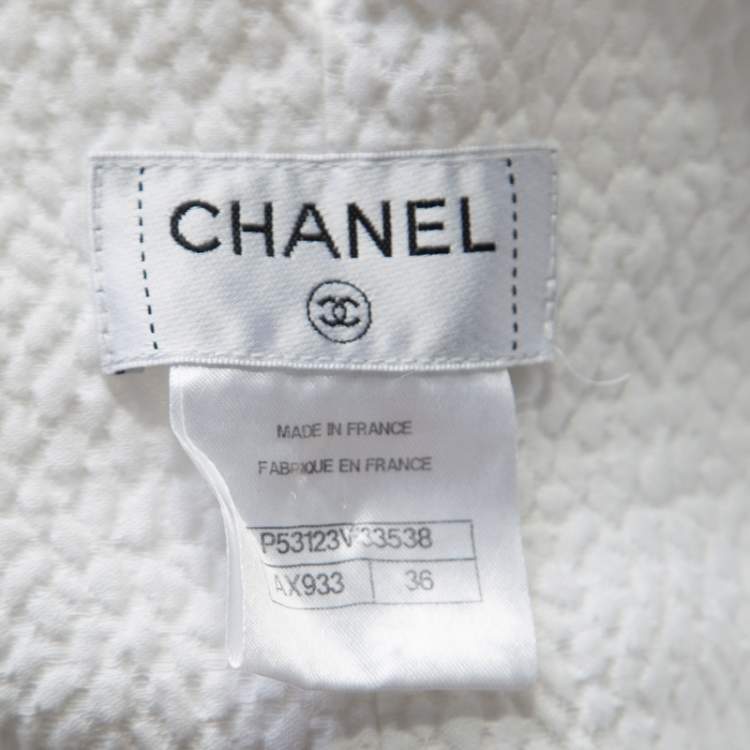 CHANEL
MADE IN FRANCE
FABRIQUE EN FRANCE
P53123V33538
AX933 36